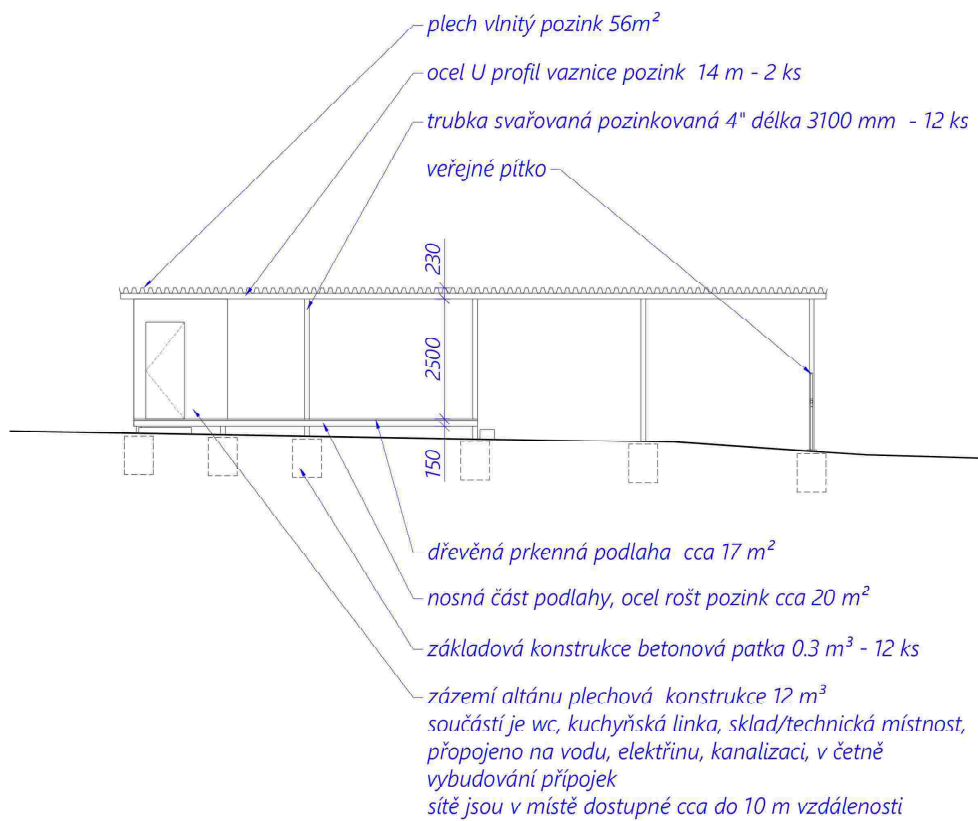 plech vlnitý pozink 56m²
ocel U profil vaznice pozink 14 m - 2 ks
trubka svařovaná pozinkovaná 4" délka 3100 mm - 12 ks
veřejné pítko
230
2500
150
dřevěná prkenná podlaha cca 17 m²
nosná část podlahy, ocel rošt pozink cca 20 m²
základová konstrukce betonová patka 0.3 m³ - 12 ks
zázemí altánu plechová konstrukce 12 m³
součástí je wc, kuchyňská linka, sklad/technická místnost,
přopojeno na vodu, elektřinu, kanalizaci, v četně
vybudování přípojek
sítě jsou v místě dostupné cca do 10 m vzdálenosti